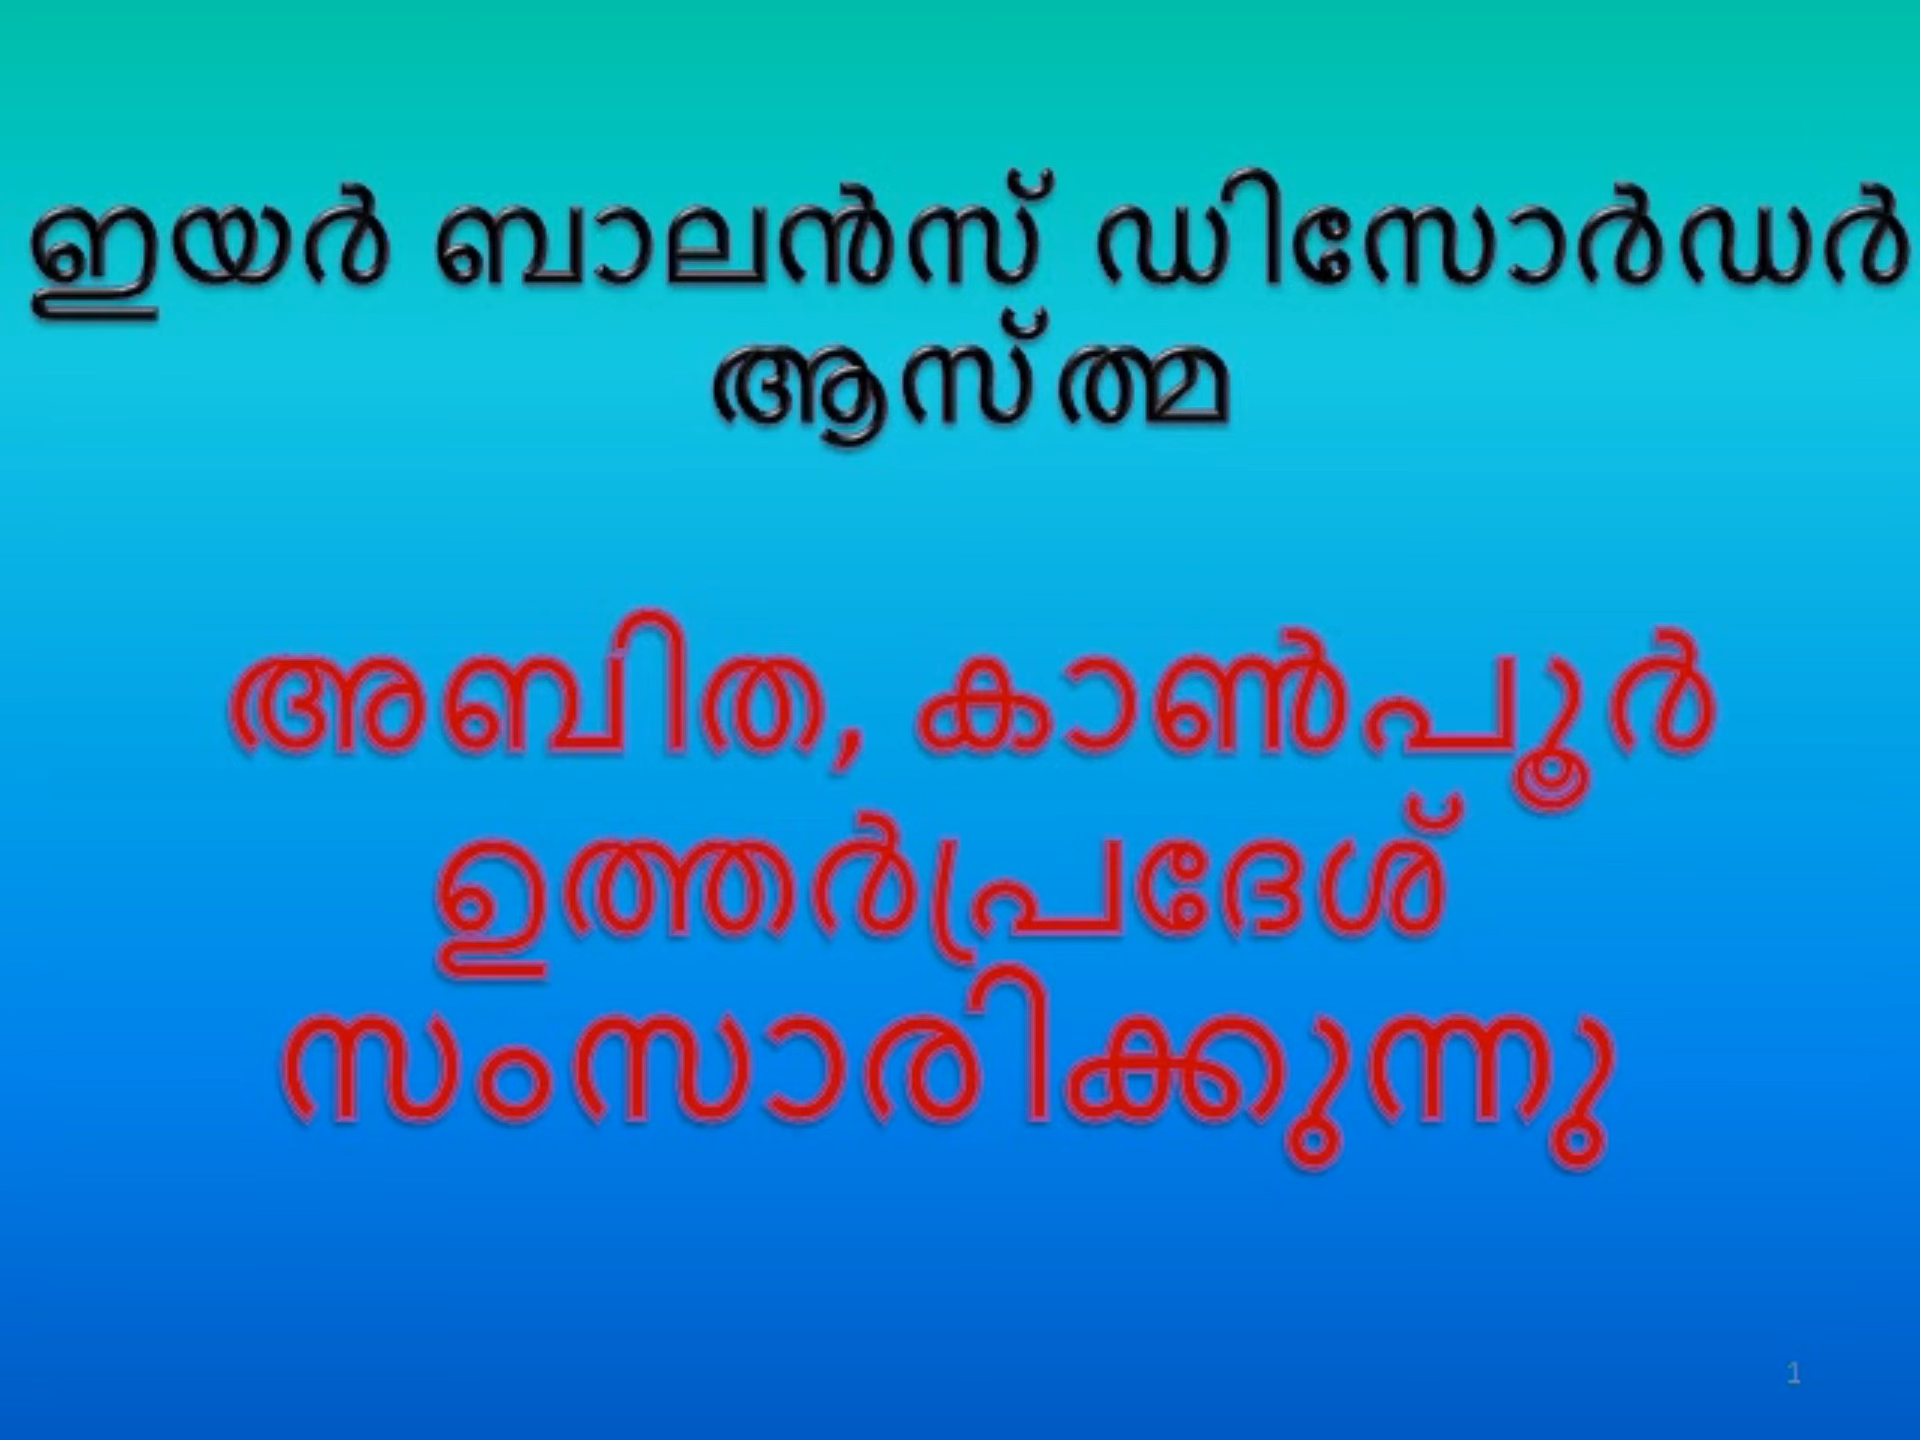 ഇയർ ബാലൻസ് ഡിസോർഡർ
ആസ്ത്മ
അബിത, കാൺപൂർ
ഉത്തർപ്രദേശ്
സംസാരിക്കുന്നു
1